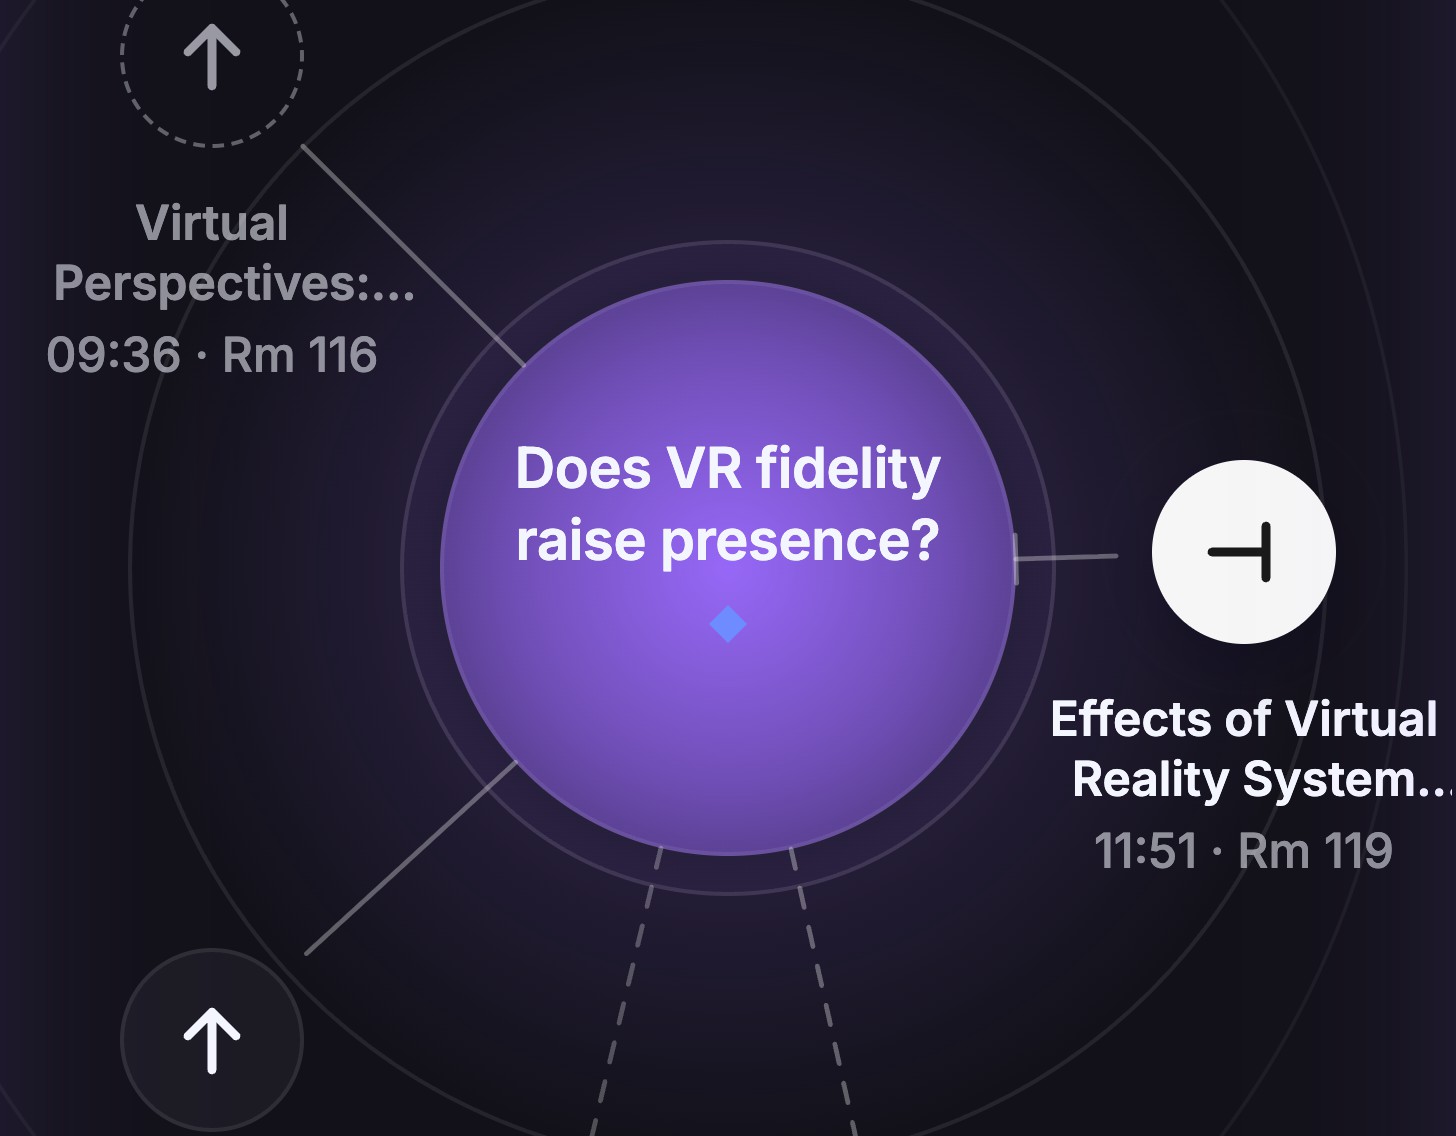 Virtual
Perspectives:...
09:36 · Rm 116
Does VR fidelity
raise presence?
Effects of Virtual
Reality System...
11:51 · Rm 119